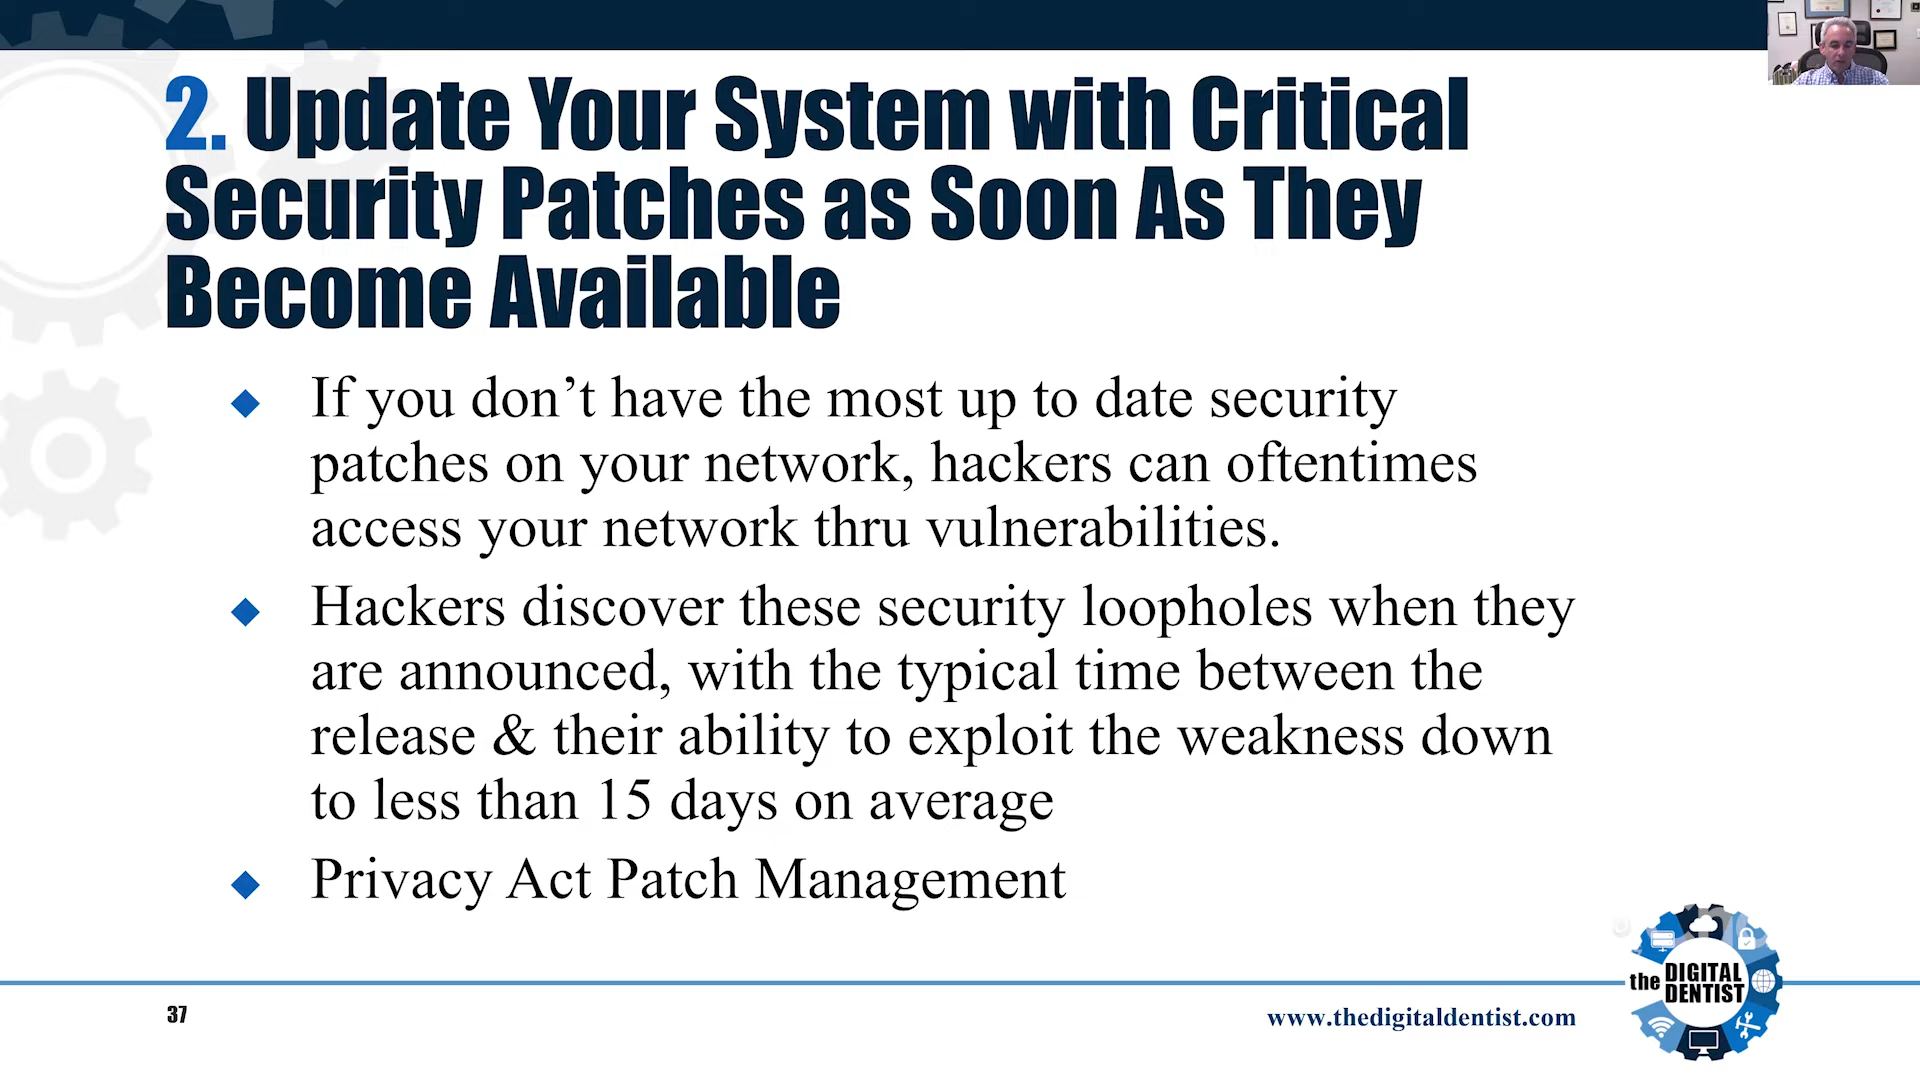 2. Update Your System with Critical
Security Patches as Soon As They
Become Available
If you don’t have the most up to date security
patches on your network, hackers can oftentimes
access your network thru vulnerabilities.
Hackers discover these security loopholes when they
are announced, with the typical time between the
release & their ability to exploit the weakness down
to less than 15 days on average
Privacy Act Patch Management
37
www.thedigitaldentist.com
the DIGITAL
DENTIST